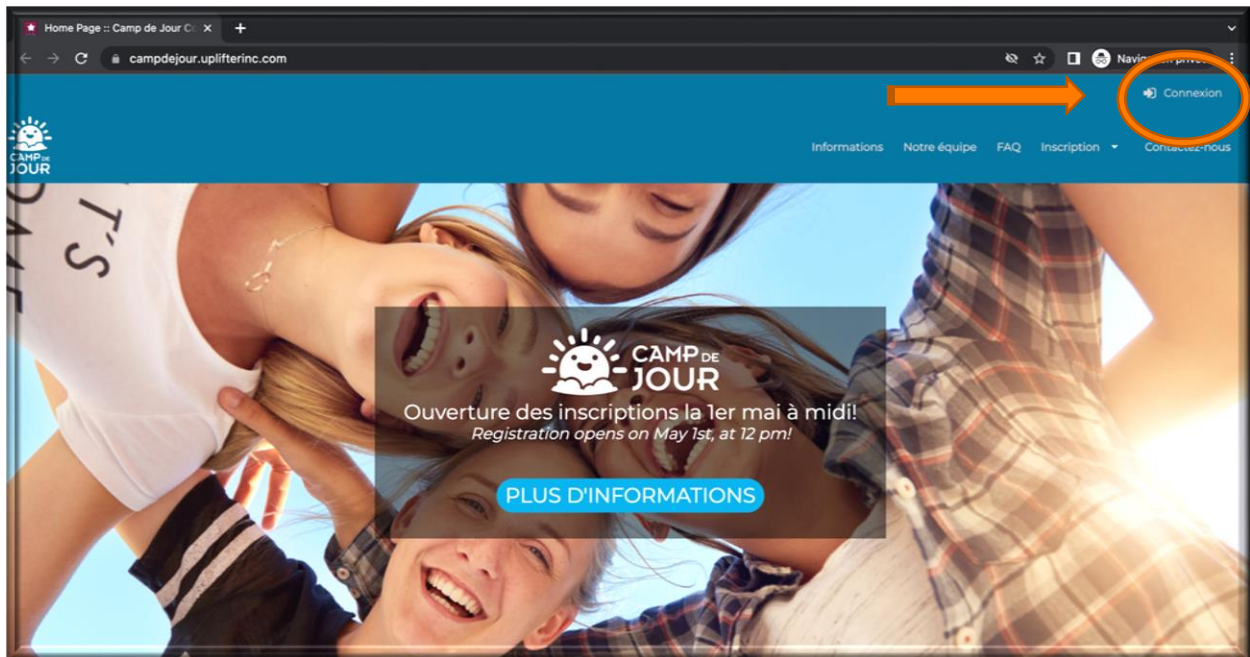 Home Page :: Camp de Jour
campdejour.uplifterinc.com
Connexion
CAMP DE
JOUR
Informations Notre équipe FAQ Inscription Contactez-nous
T'S
CAMP DE
JOUR
Ouverture des inscriptions la 1er mai à midi!
Registration opens on May 1st, at 12 pm!
PLUS D'INFORMATIONS